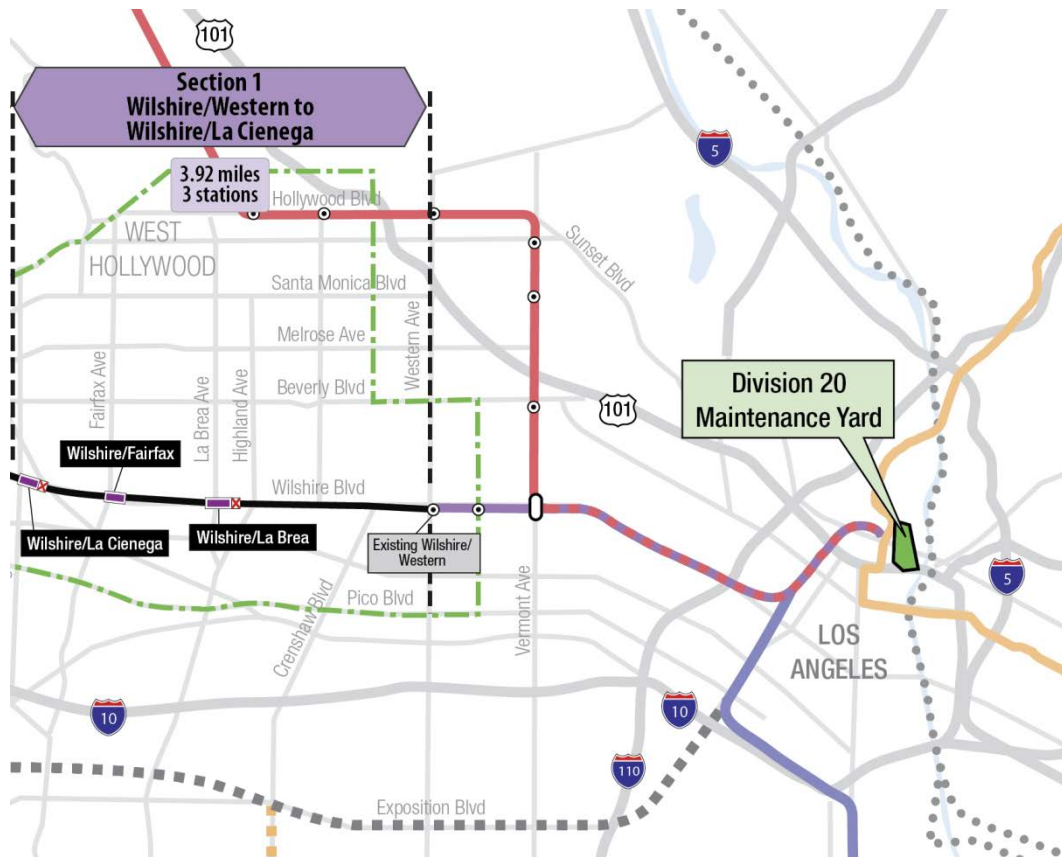 101
Section 1
Wilshire/Western to
Wilshire/La Cienega
5
3.92 miles
3 stations
Hollywood Blvd
WEST
HOLLYWOOD
Sunset Blvd
Santa Monica Blvd
Melrose Ave
Western Ave
Fairfax Ave
La Brea Ave
Highland Ave
Beverly Blvd
101
Division 20
Maintenance Yard
Wilshire/Fairfax
Wilshire Blvd
Wilshire/La Cienega
Wilshire/La Brea
Existing Wilshire/
Western
5
Pico Blvd
Crenshaw Blvd
Vermont Ave
LOS
ANGELES
10
10
110
Exposition Blvd